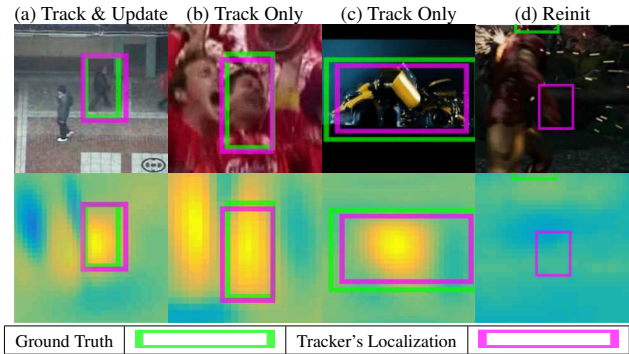 (a) Track & Update (b) Track Only (c) Track Only (d) Reinit
Ground Truth Tracker's Localization